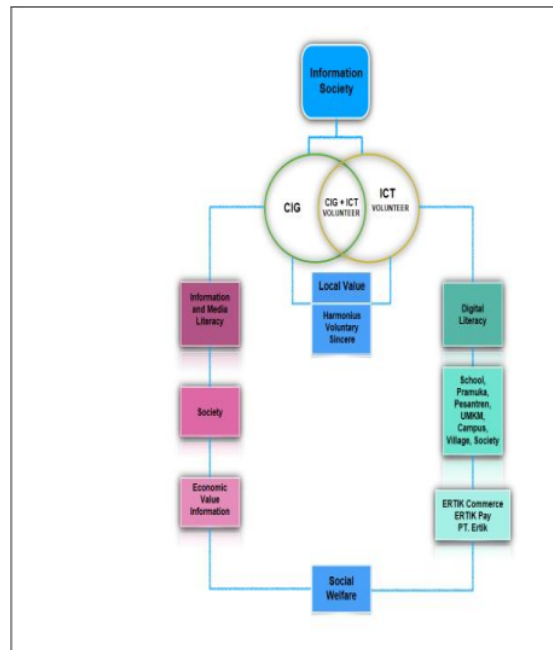 Information
Society
CIG
CIG + ICT
VOLUNTEER
ICT
VOLUNTEER
Local Value
Harmonius
Voluntary
Sincere
Information
and Media
Literacy
Society
Economic
Value
Information
Digital
Literacy
School,
Pramuka,
Pesantren,
UMKM,
Campus,
Village, Society
ERTIK Commerce
ERTIK Pay
PT. Ertik
Social
Welfare